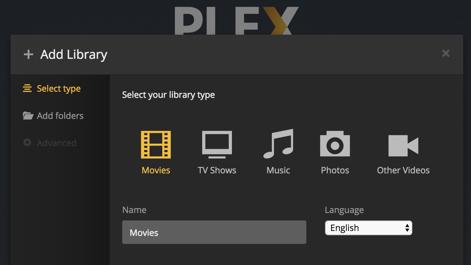 PLEX
Add Library
Select type
Add folders
Advanced
Select your library type
Movies TV Shows Music Photos Other Videos
Name Language
Movies English